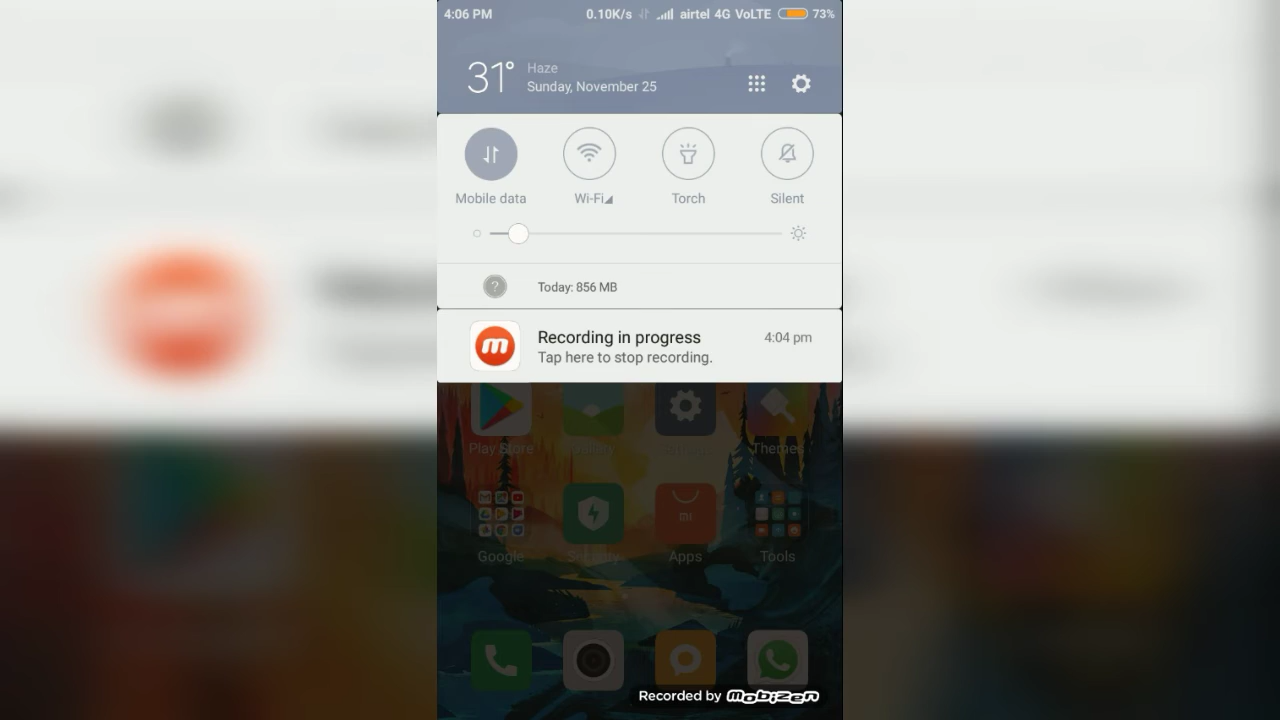 4:06 PM 0.10K/s airtel 4G VoLTE 73%
31° Haze
Sunday, November 25
Mobile data Wi-Fi Torch Silent
? Today: 856 MB
m Recording in progress 4:04 pm
Tap here to stop recording.
Play Store Gallery Settings Themes
mi
Google Security Apps Tools
Recorded by mobizen